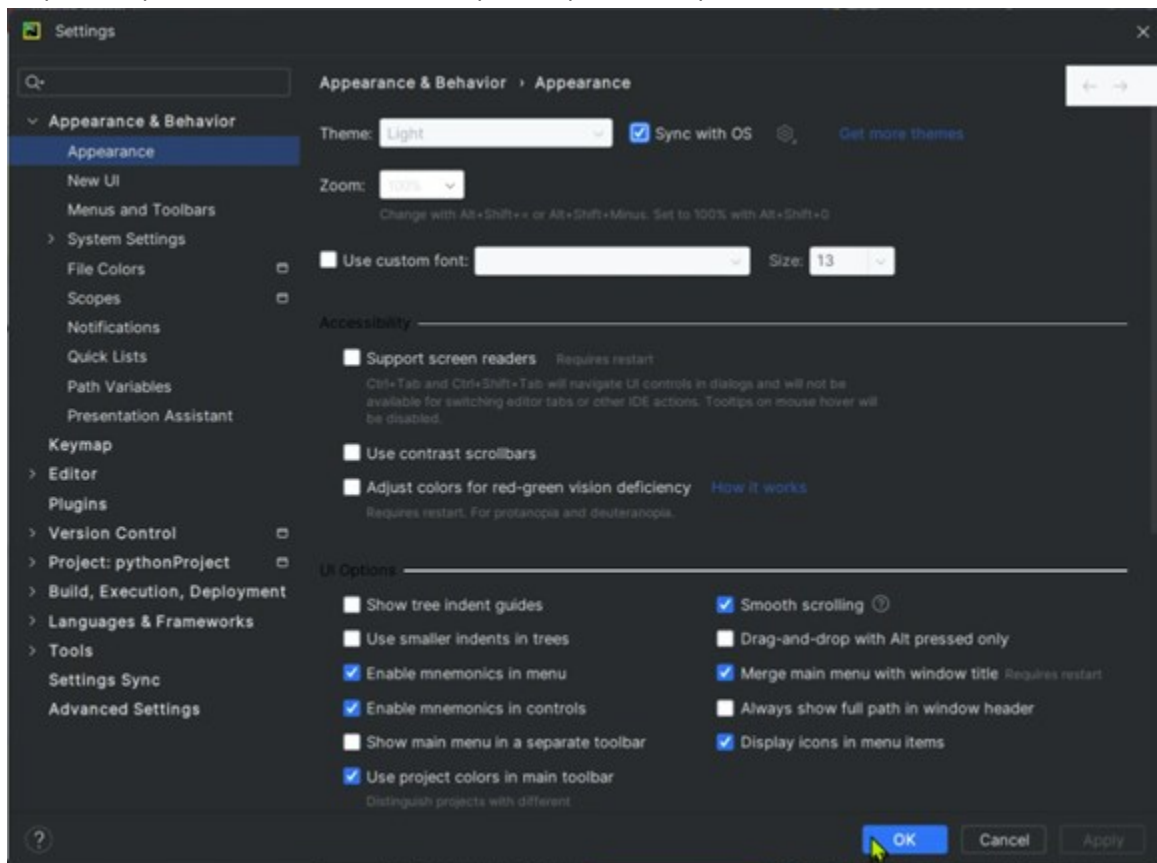 Settings
Appearance & Behavior
Appearance
New UI
Menus and Toolbars
System Settings
File Colors
Scopes
Notifications
Quick Lists
Path Variables
Presentation Assistant
Keymap
Editor
Plugins
Version Control
Project: pythonProject
Build, Execution, Deployment
Languages & Frameworks
Tools
Settings Sync
Advanced Settings
Appearance & Behavior › Appearance
Theme: Light Sync with OS Get more themes
Zoom: 100%
Change with Alt+Shift+= or Alt+Shift+Minus. Set to 100% with Alt+Shift+0
Use custom font: Size: 13
Accessibility
Support screen readers Requires restart
Ctrl+Tab and Ctrl+Shift+Tab will navigate UI controls in dialogs and will not be
available for switching editor tabs or other IDE actions. Tooltips on mouse hover will
be disabled.
Use contrast scrollbars
Adjust colors for red-green vision deficiency How it works
Requires restart. For protanopia and deuteranopia.
UI Options
Show tree indent guides Smooth scrolling
Use smaller indents in trees Drag-and-drop with Alt pressed only
Enable mnemonics in menu Merge main menu with window title Requires restart
Enable mnemonics in controls Always show full path in window header
Show main menu in a separate toolbar Display icons in menu items
Use project colors in main toolbar
Distinguish projects with different
? OK Cancel Apply